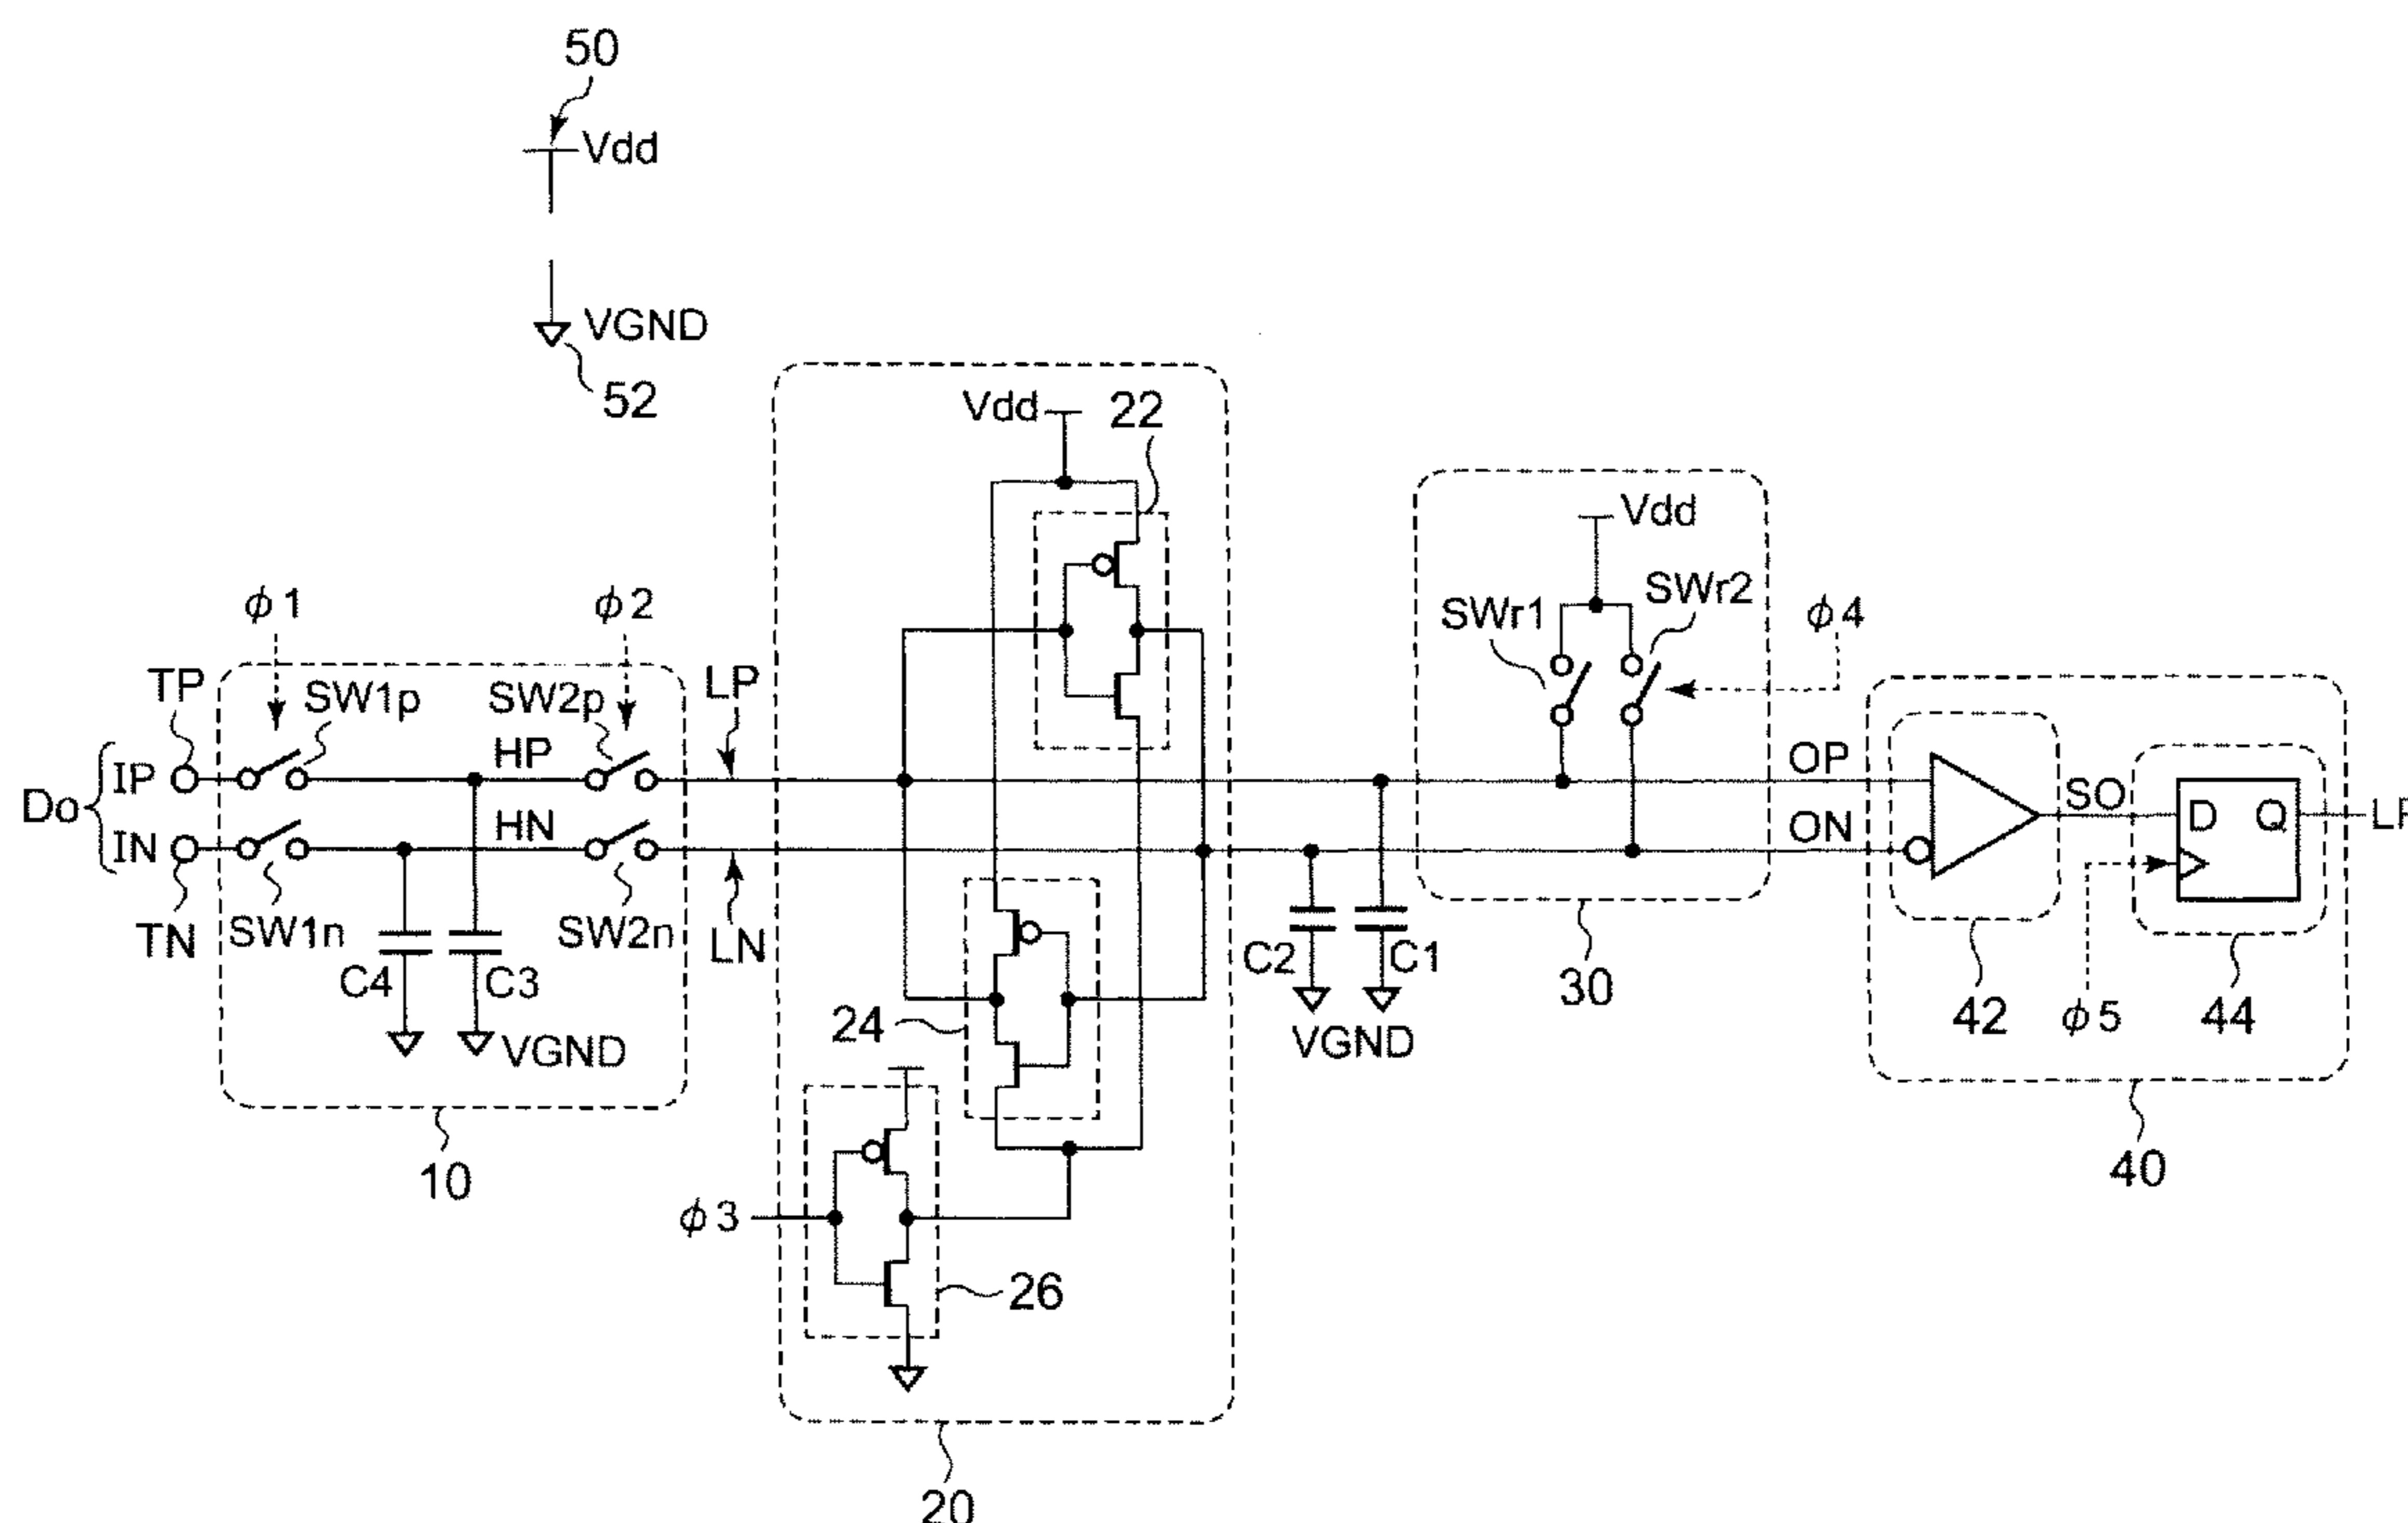 50
Vdd
VGND
52
Vdd
22
Vdd
SWr1
SWr2
φ4
φ1
φ2
TP
SW1p
SW2p
LP
Do
IP
HP
OP
SO
D
Q
IN
HN
ON
TN
SW1n
SW2n
LN
C4
C3
C2
C1
VGND
VGND
30
42
φ5
44
24
10
40
φ3
26
20